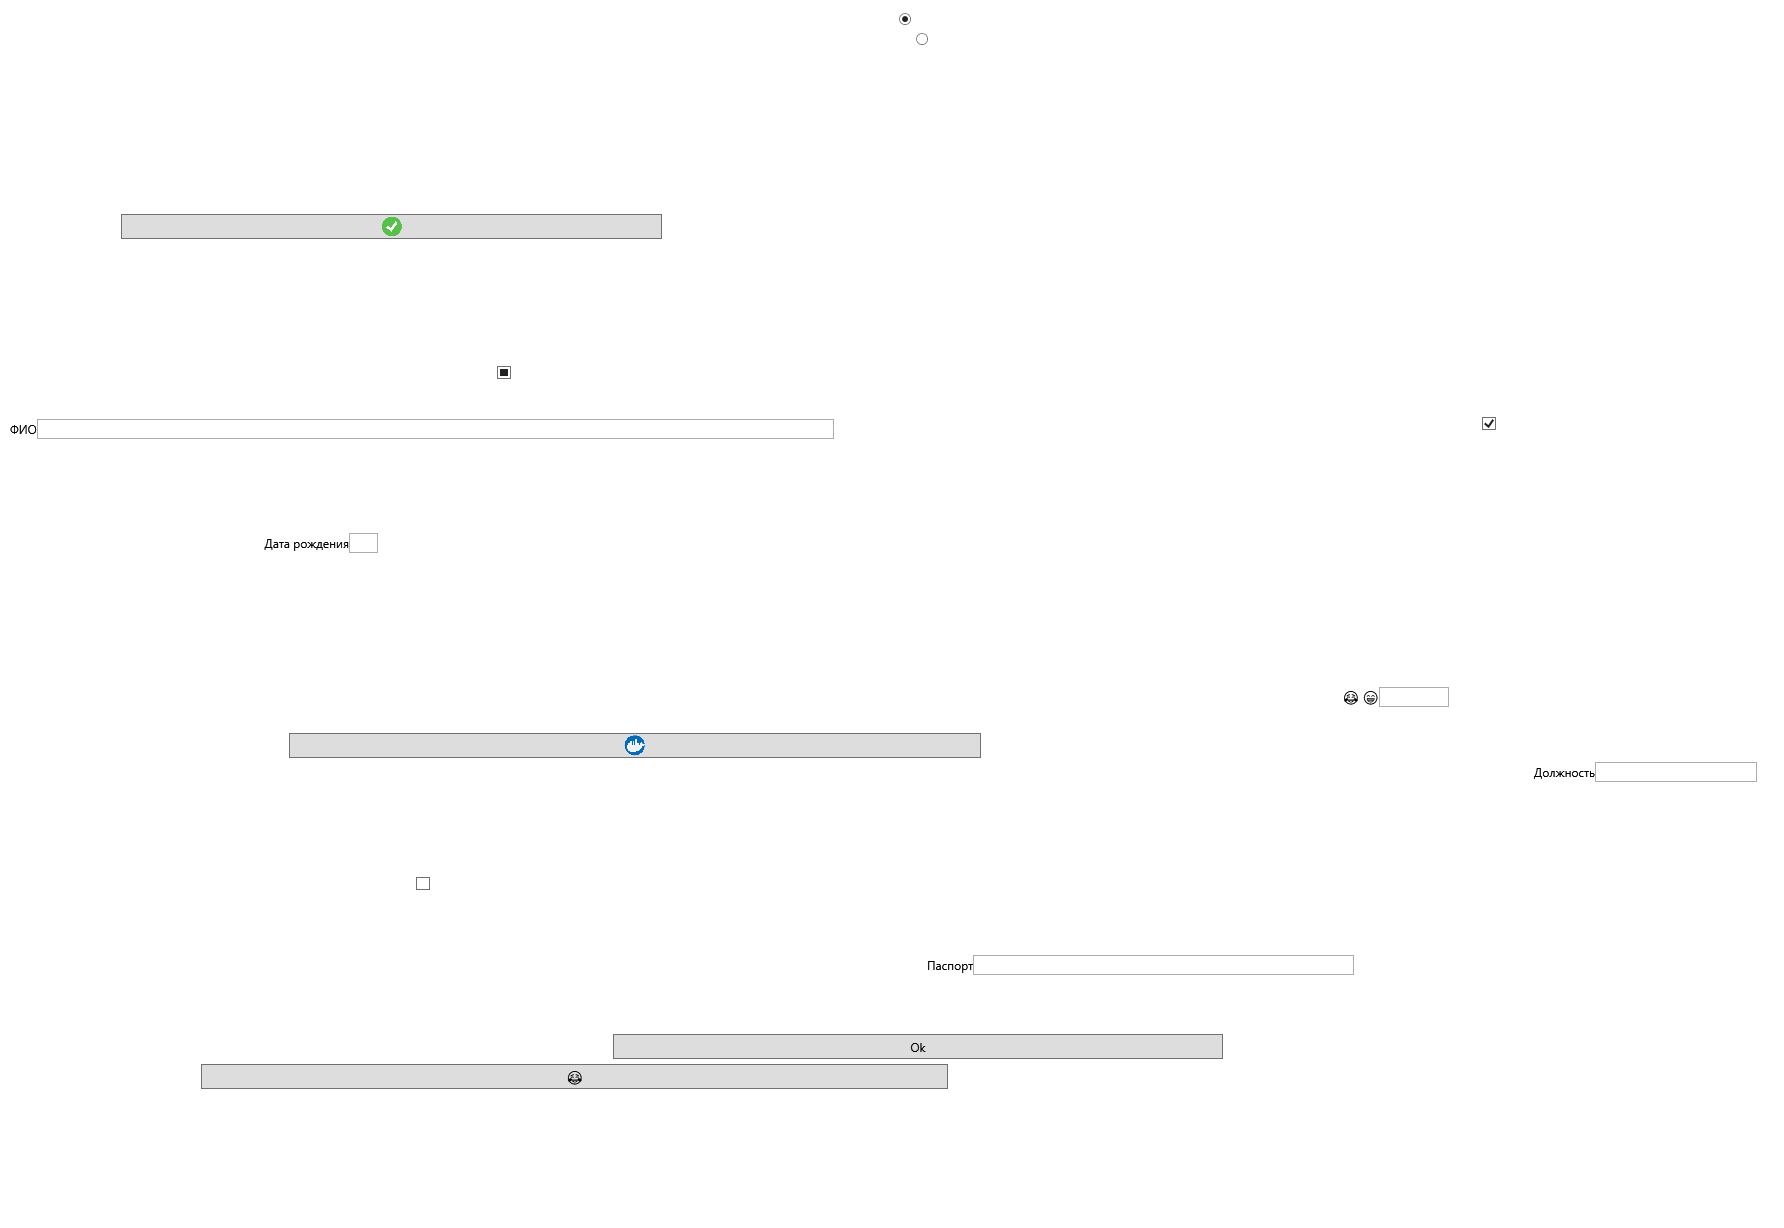 ФИО
Дата рождения
😂 😁
Должность
Паспорт
Ok
😂